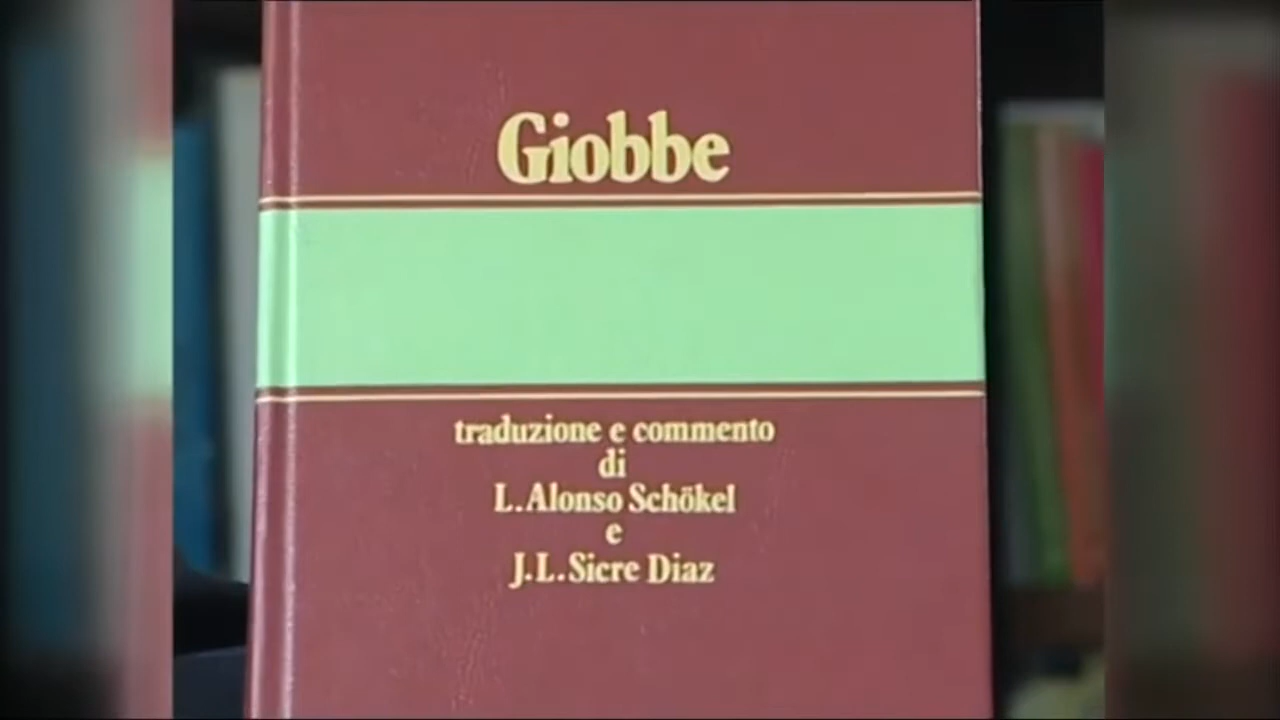 Giobbe
traduzione e commento
di
L. Alonso Schökel
e
J.L. Sicre Diaz